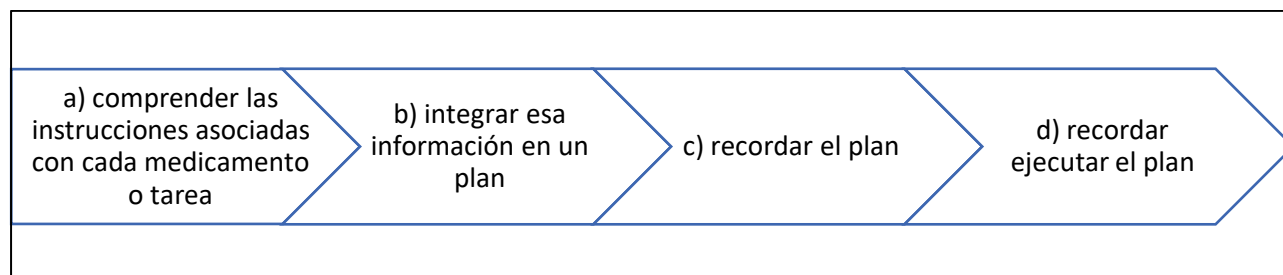 a) comprender las
instrucciones asociadas
con cada medicamento
o tarea
b) integrar esa
información en un
plan
c) recordar el plan
d) recordar
ejecutar el plan